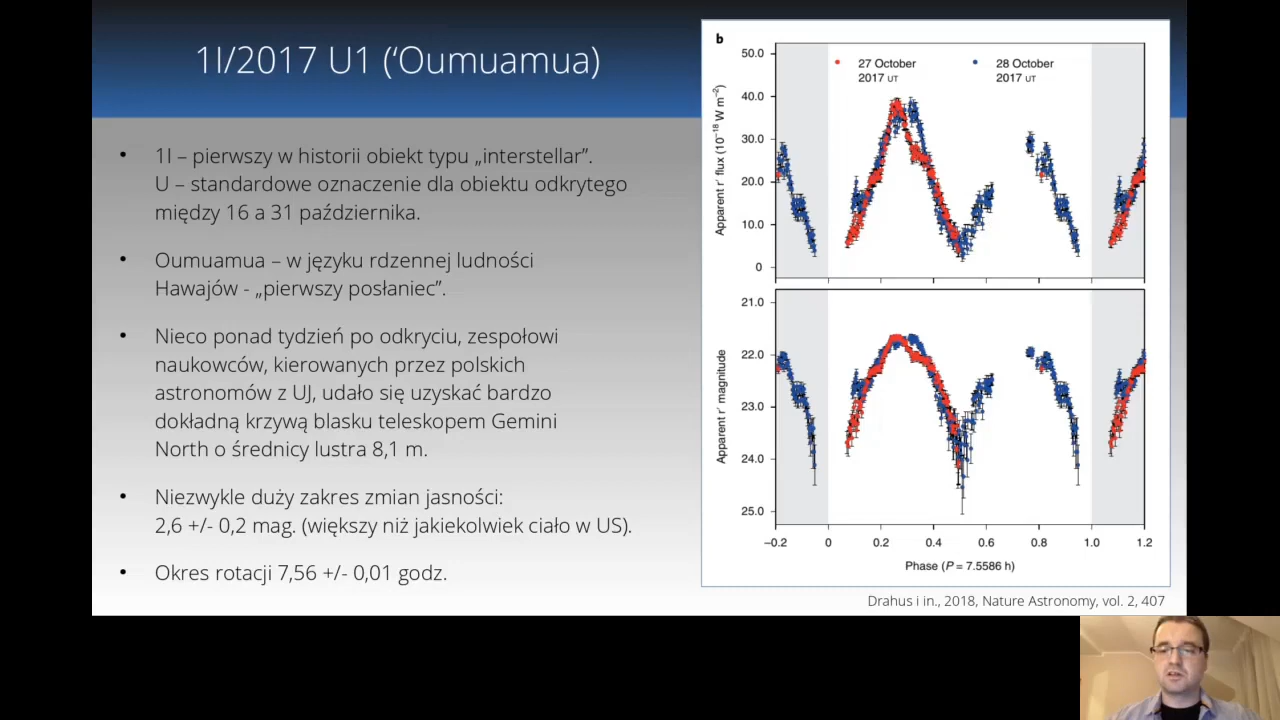 1I/2017 U1 (‘Oumuamua)
• 1I – pierwszy w historii obiekt typu „interstellar”.
U – standardowe oznaczenie dla obiektu odkrytego
między 16 a 31 października.
• Oumuamua – w języku rdzennej ludności
Hawajów - „pierwszy posłaniec”.
• Nieco ponad tydzień po odkryciu, zespołowi
naukowców, kierowanych przez polskich
astronomów z UJ, udało się uzyskać bardzo
dokładną krzywą blasku teleskopem Gemini
North o średnicy lustra 8,1 m.
• Niezwykle duży zakres zmian jasności:
2,6 +/- 0,2 mag. (większy niż jakiekolwiek ciało w US).
• Okres rotacji 7,56 +/- 0,01 godz.
b
27 October
2017 UT
28 October
2017 UT
Apparent r′ flux (10⁻¹⁸ W m⁻²)
50.0
40.0
30.0
20.0
10.0
0
Apparent r′ magnitude
21.0
22.0
23.0
24.0
25.0
–0.2 0 0.2 0.4 0.6 0.8 1.0 1.2
Phase (P = 7.5586 h)
Drahus i in., 2018, Nature Astronomy, vol. 2, 407